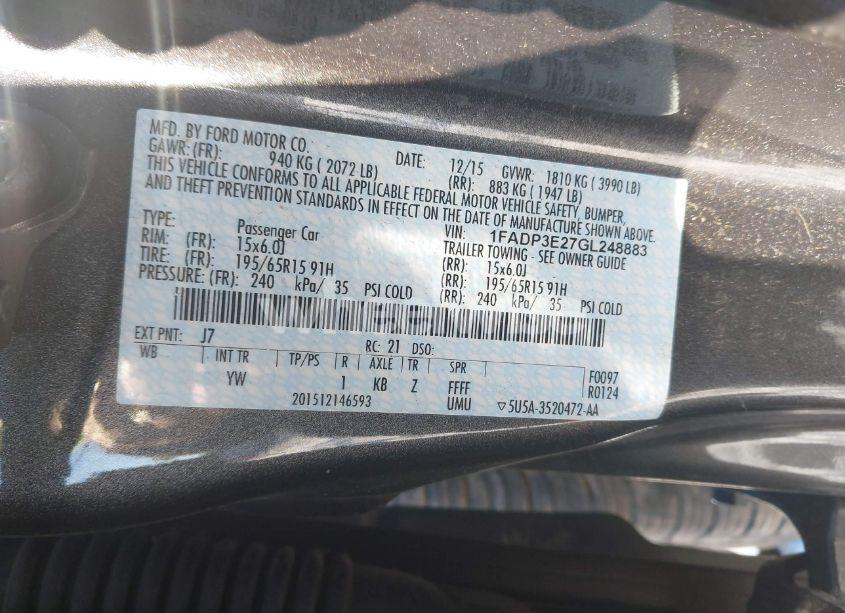 MFD. BY FORD MOTOR CO. DATE: 12/15 GVWR: 1810 KG ( 3990 LB)
GAWR: (FR): 940 KG ( 2072 LB) (RR): 883 KG ( 1947 LB)
THIS VEHICLE CONFORMS TO ALL APPLICABLE FEDERAL MOTOR VEHICLE SAFETY, BUMPER,
AND THEFT PREVENTION STANDARDS IN EFFECT ON THE DATE OF MANUFACTURE SHOWN ABOVE.
VIN: 1FADP3E27GL248883
TYPE: Passenger Car TRAILER TOWING - SEE OWNER GUIDE
RIM: (FR): 15x6.0J (RR): 15x6.0J
TIRE: (FR): 195/65R15 91H (RR): 195/65R15 91H
PRESSURE: (FR): 240 kPa/ 35 PSI COLD (RR): 240 kPa/ 35 PSI COLD
EXT PNT: J7 RC: 21 DSO:
WB INT TR TP/PS R AXLE TR SPR F0097
YW 1 KB Z FFFF R0124
201512146593 UMU ▽5U5A-3520472-AA